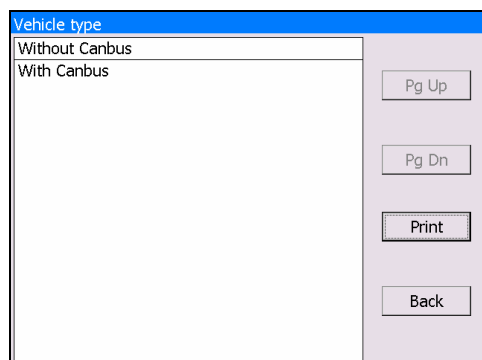 Vehicle type
Without Canbus
With Canbus
Pg Up
Pg Dn
Print
Back